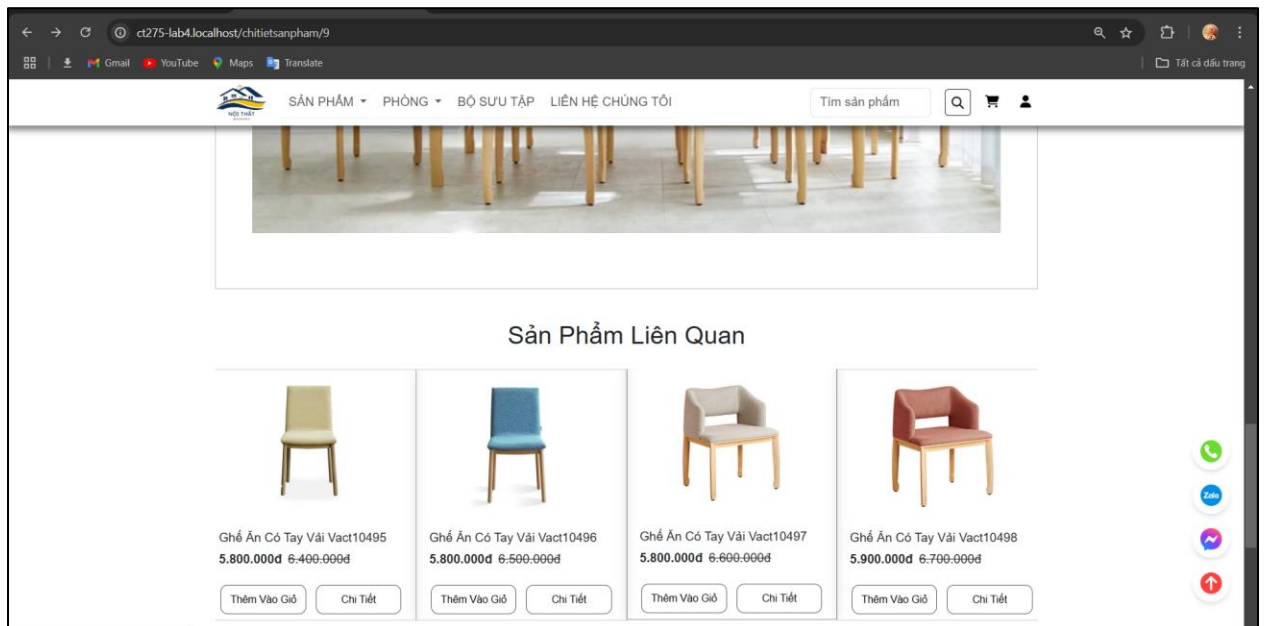 ct275-lab4.localhost/chitietsanpham/9
Gmail YouTube Maps Translate Tất cả dấu trang
NỘI THẤT
SẢN PHẨM PHÒNG BỘ SƯU TẬP LIÊN HỆ CHÚNG TÔI Tìm sản phẩm
Sản Phẩm Liên Quan
Ghế Ăn Có Tay Vải Vact10495 Ghế Ăn Có Tay Vải Vact10496 Ghế Ăn Có Tay Vải Vact10497 Ghế Ăn Có Tay Vải Vact10498
5.800.000đ 6.400.000đ 5.800.000đ 6.500.000đ 5.800.000đ 6.600.000đ 5.900.000đ 6.700.000đ
Thêm Vào Giỏ Chi Tiết Thêm Vào Giỏ Chi Tiết Thêm Vào Giỏ Chi Tiết Thêm Vào Giỏ Chi Tiết
Zalo